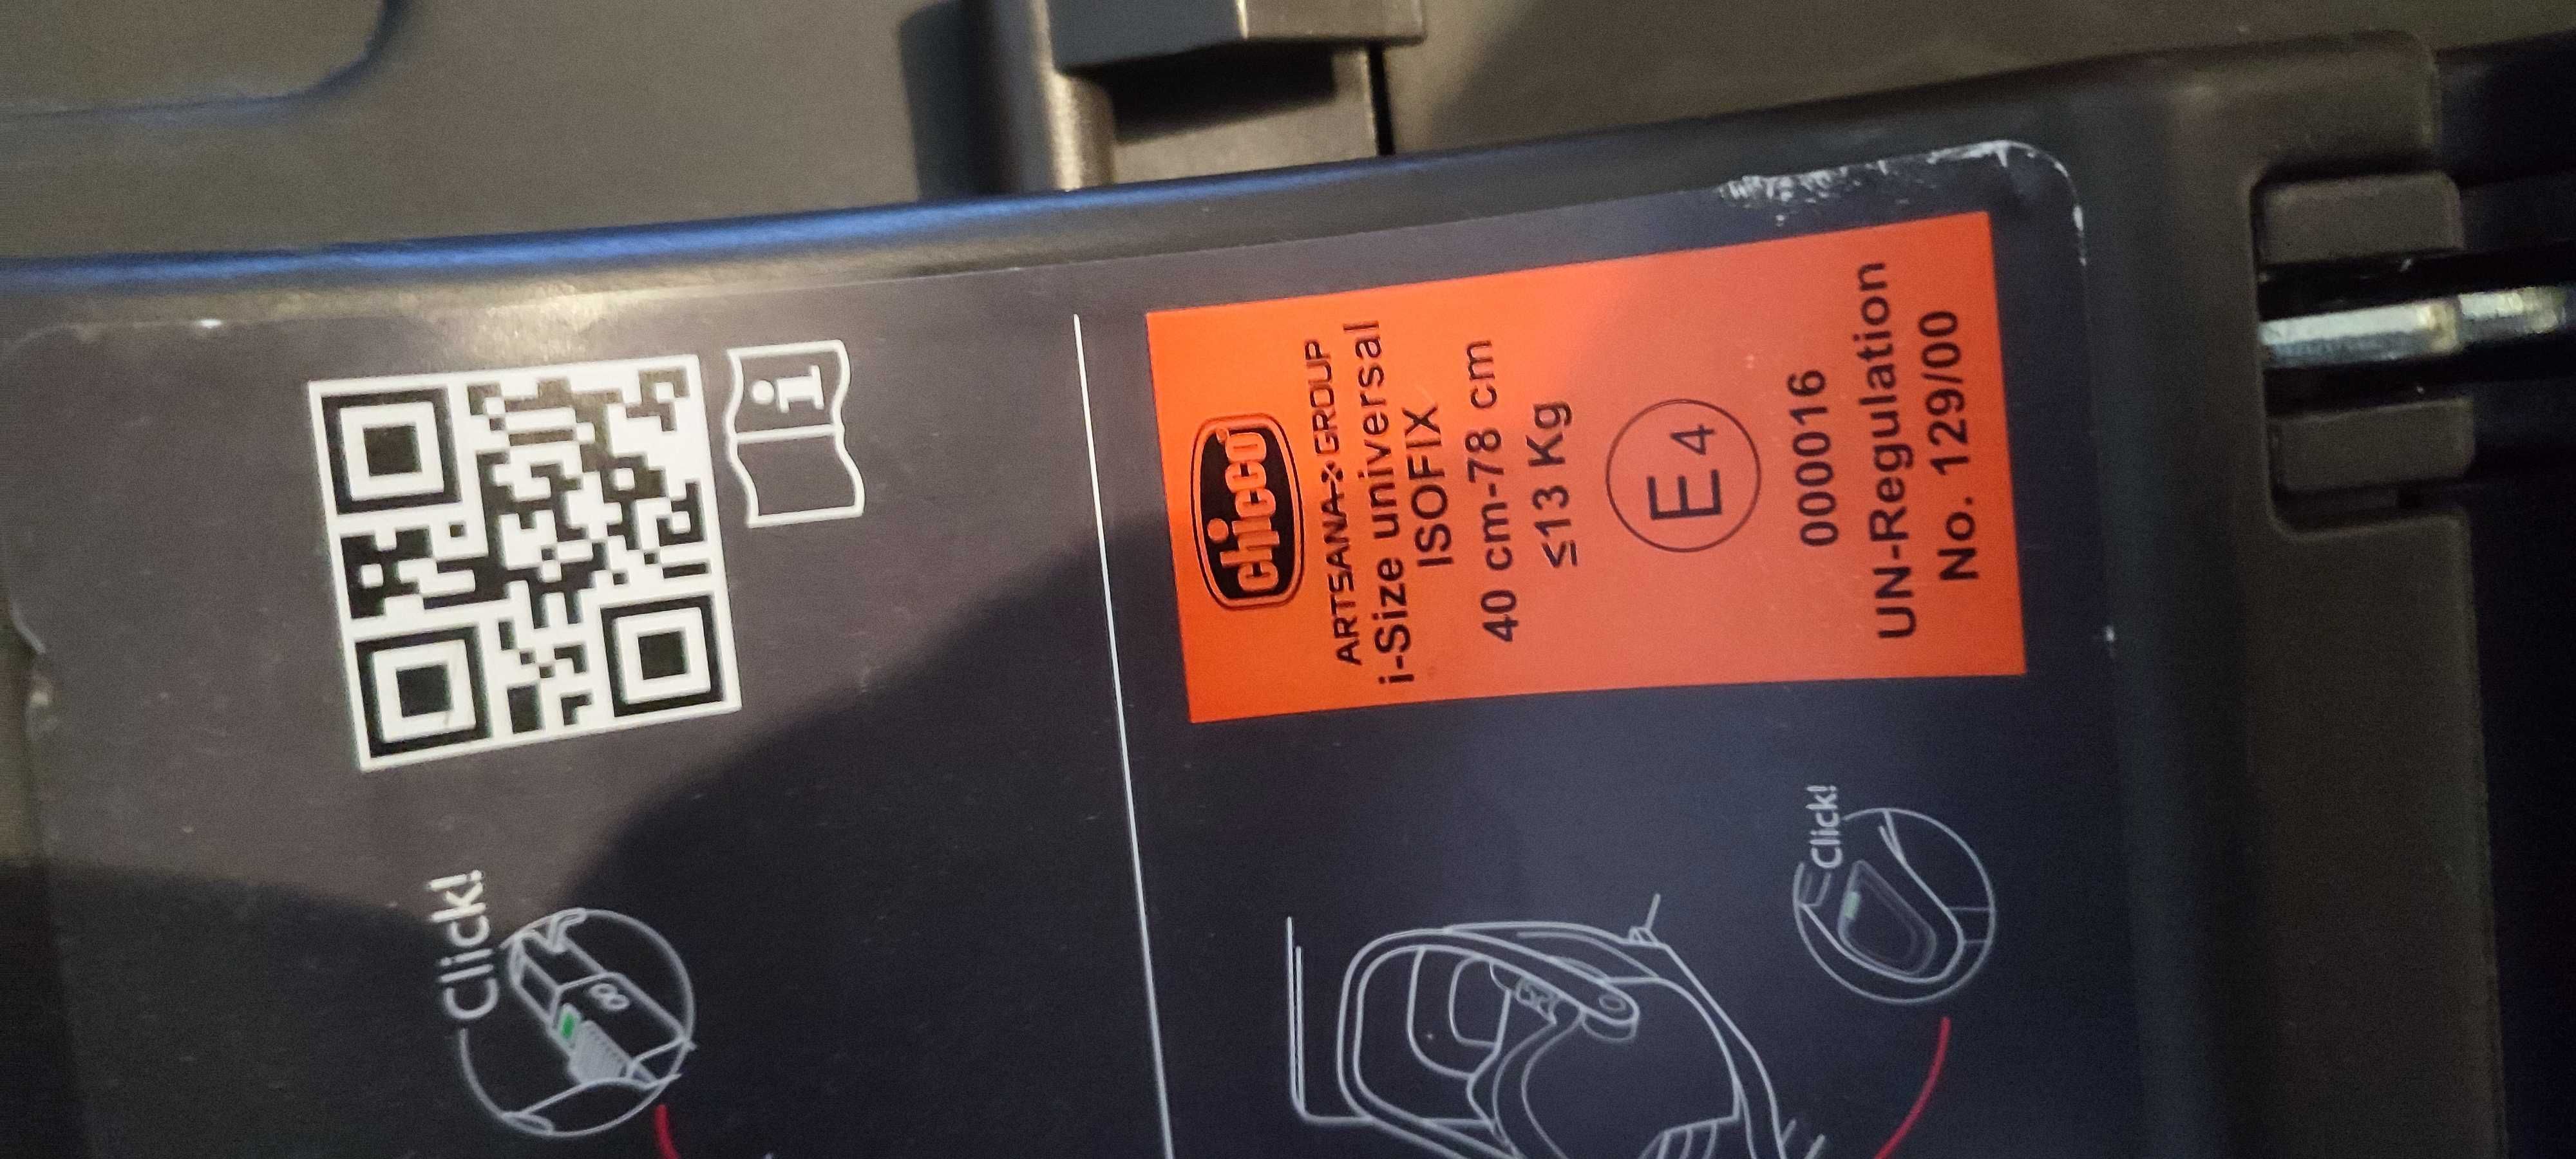 i
chicco
ARTSANA GROUP
i-Size universal
ISOFIX
40 cm-78 cm
≤13 Kg
E4
000016
UN-Regulation
No. 129/00
Click!
8
Click!